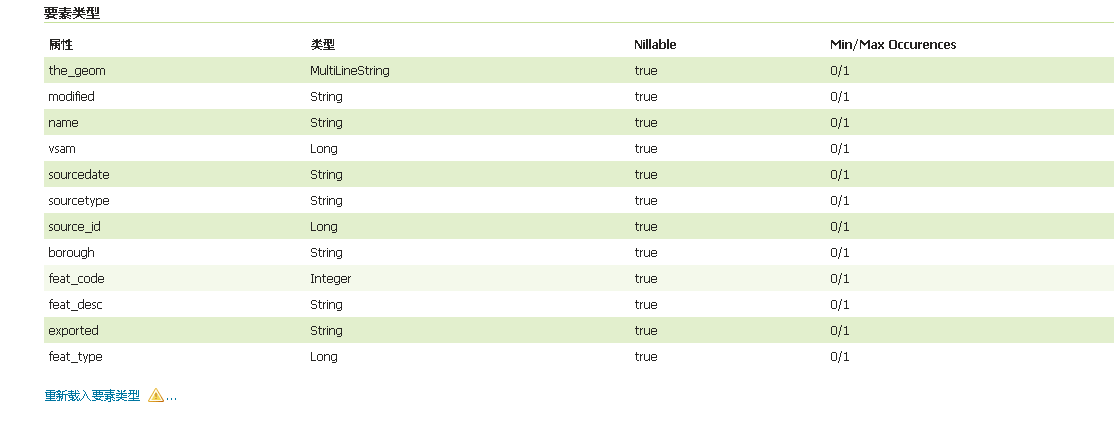 要素类型
属性 类型 Nillable Min/Max Occurences
the_geom MultiLineString true 0/1
modified String true 0/1
name String true 0/1
vsam Long true 0/1
sourcedate String true 0/1
sourcetype String true 0/1
source_id Long true 0/1
borough String true 0/1
feat_code Integer true 0/1
feat_desc String true 0/1
exported String true 0/1
feat_type Long true 0/1
重新载入要素类型 ...